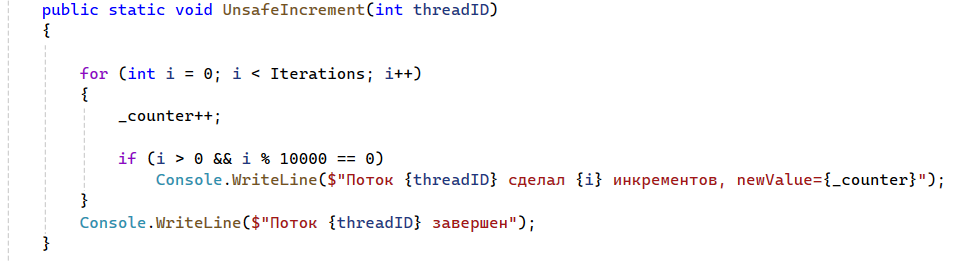 public static void UnsafeIncrement(int threadID)
{
for (int i = 0; i < Iterations; i++)
{
_counter++;
if (i > 0 && i % 10000 == 0)
Console.WriteLine($"Поток {threadID} сделал {i} инкрементов, newValue={_counter}");
}
Console.WriteLine($"Поток {threadID} завершен");
}